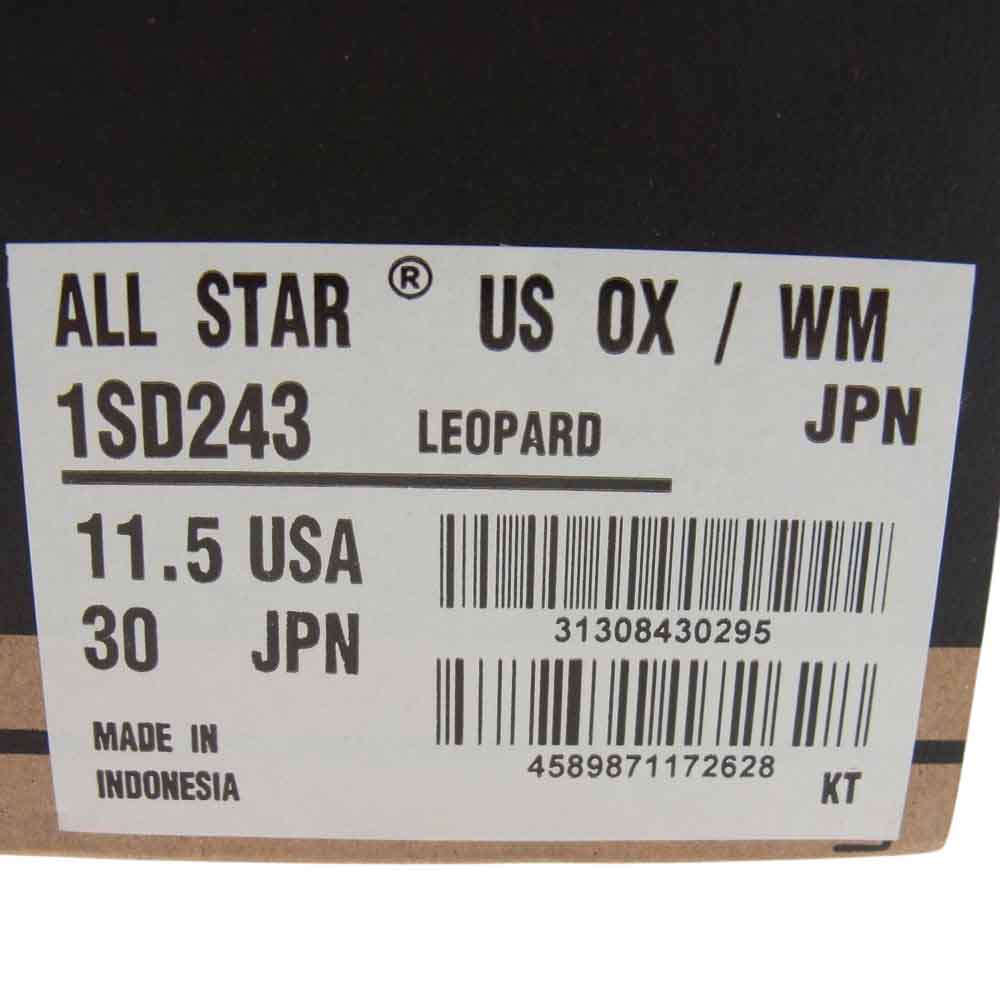 ALL STAR ® US OX / WM
1SD243 LEOPARD JPN
11.5 USA
30 JPN
31308430295
4589871172628
MADE IN
INDONESIA
KT